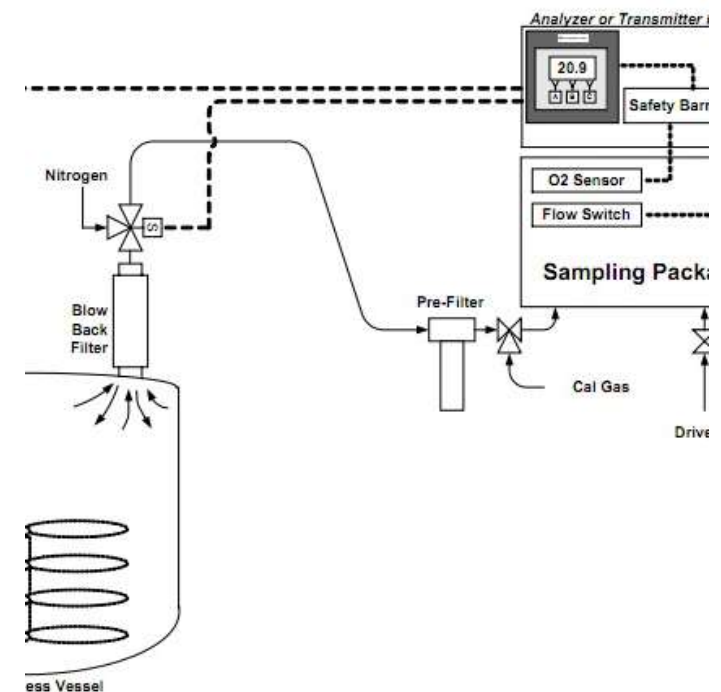 Analyzer or Transmitter
20.9
A B C
Safety Barr
Nitrogen
S
O2 Sensor
Flow Switch
Sampling Packa
Blow
Back
Filter
Pre-Filter
Cal Gas
Drive
ess Vessel